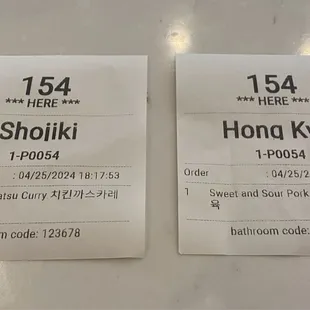 154
*** HERE ***
Shojiki
1-P0054
: 04/25/2024 18:17:53
Curry 치킨까스카레
code: 123678
154
*** HERE ***
Hong
1-P0054
Order : 04/25/
1 Sweet and Sour Pork
육
bathroom code: